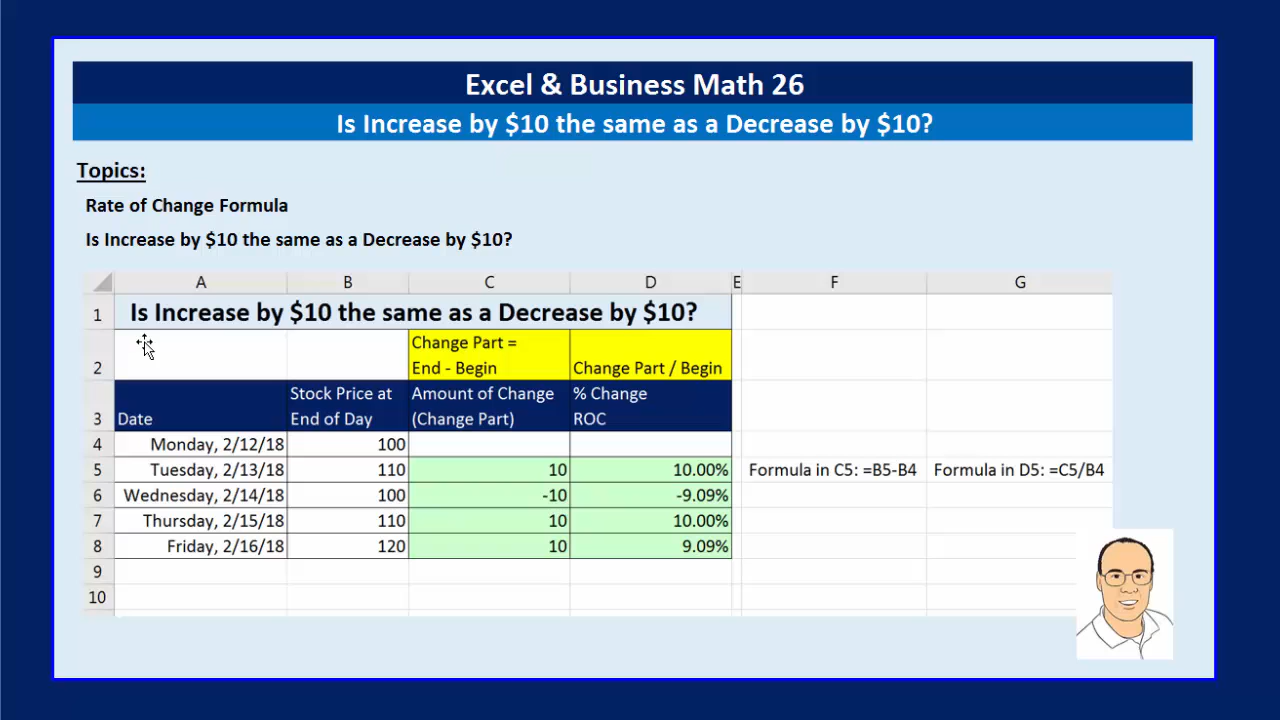 Excel & Business Math 26
Is Increase by $10 the same as a Decrease by $10?
Topics:
Rate of Change Formula
Is Increase by $10 the same as a Decrease by $10?
A B C D E F G
1 Is Increase by $10 the same as a Decrease by $10?
Change Part =
2 End - Begin Change Part / Begin
Stock Price at Amount of Change % Change
3 Date End of Day (Change Part) ROC
4 Monday, 2/12/18 100
5 Tuesday, 2/13/18 110 10 10.00% Formula in C5: =B5-B4 Formula in D5: =C5/B4
6 Wednesday, 2/14/18 100 -10 -9.09%
7 Thursday, 2/15/18 110 10 10.00%
8 Friday, 2/16/18 120 10 9.09%
9
10